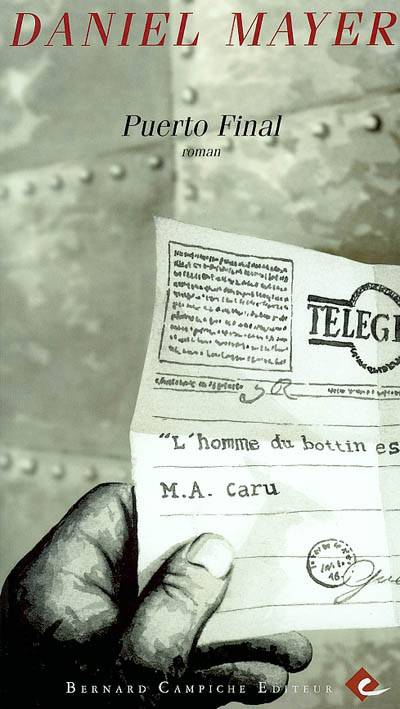 DANIEL MAYER
Puerto Final
roman
TELEG
"L'homme du bottin es
M.A. Caru
BERNARD CAMPICHE EDITEUR